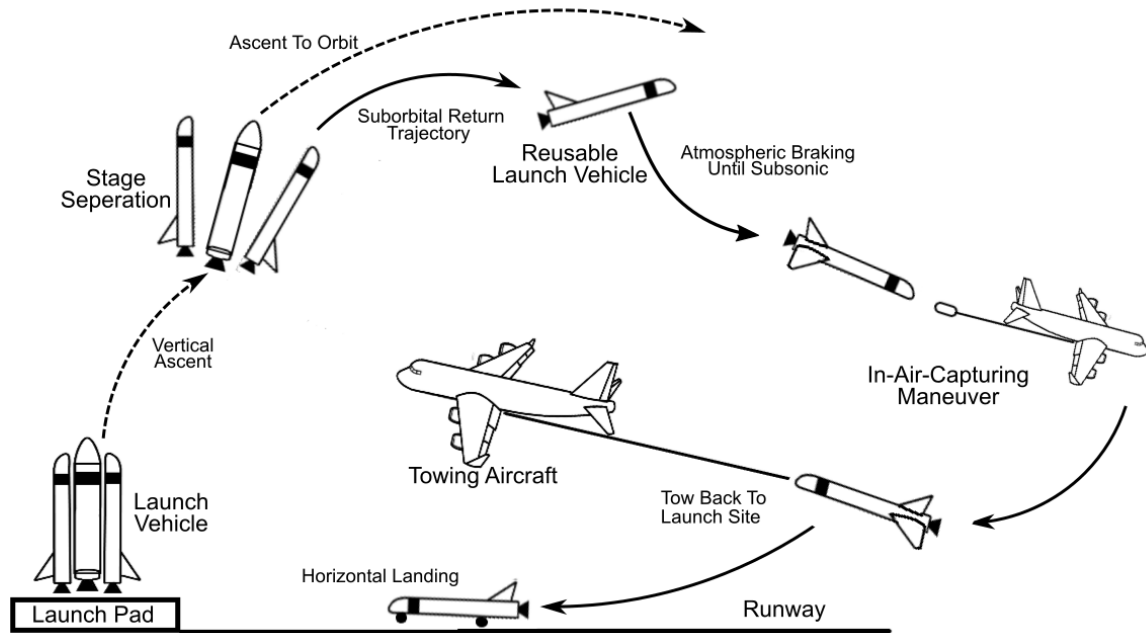 Ascent To Orbit
Suborbital Return
Trajectory
Reusable
Launch Vehicle
Atmospheric Braking
Until Subsonic
Stage
Seperation
Vertical
Ascent
In-Air-Capturing
Maneuver
Towing Aircraft
Tow Back To
Launch Site
Launch
Vehicle
Horizontal Landing
Launch Pad
Runway